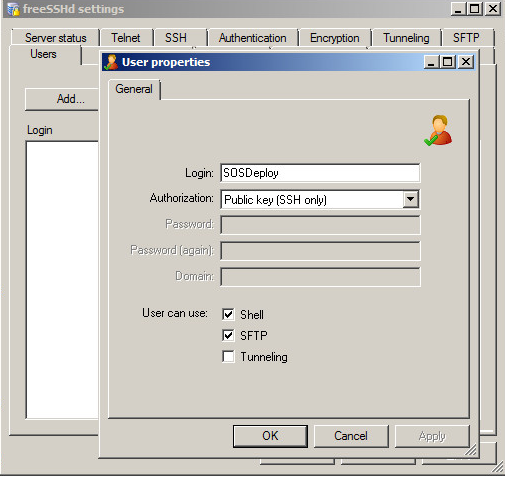 freeSSHd settings
Server status Telnet SSH Authentication Encryption Tunneling SFTP
Users
User properties
General
Add...
Login
Login: SOSDeploy
Authorization: Public key (SSH only)
Password:
Password (again):
Domain:
User can use: Shell
SFTP
Tunneling
OK Cancel Apply